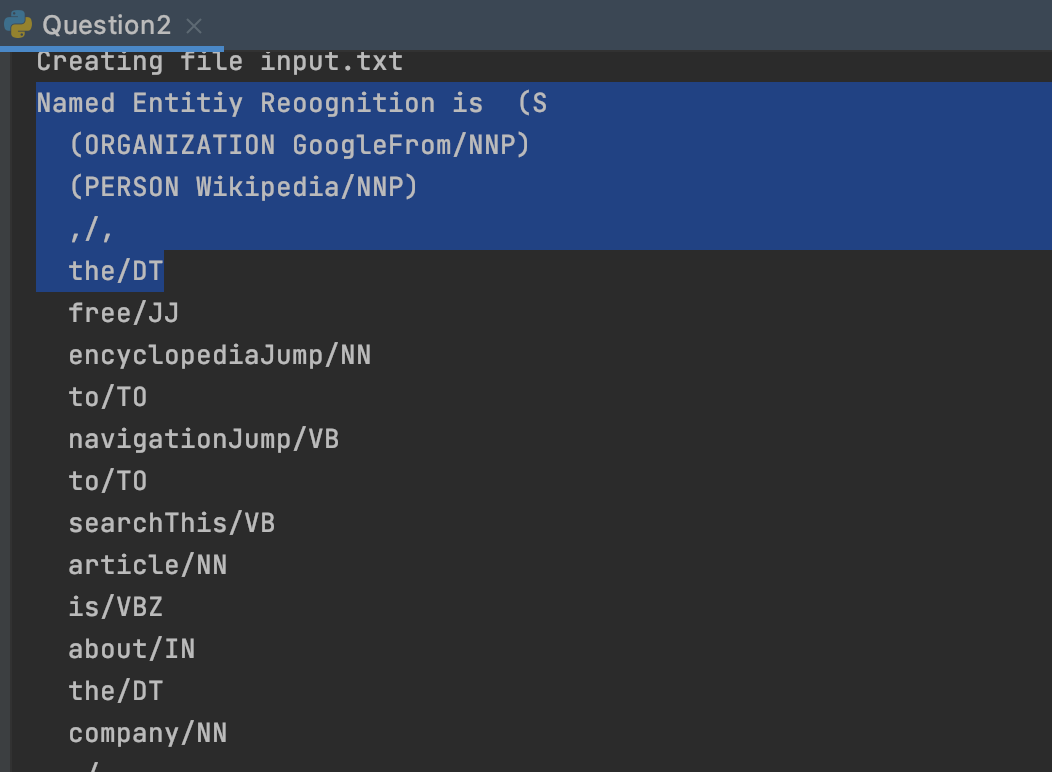 Question2
Creating file input.txt
Named Entitiy Reoognition is  (S
  (ORGANIZATION GoogleFrom/NNP)
  (PERSON Wikipedia/NNP)
  ,/,
  the/DT
  free/JJ
  encyclopediaJump/NN
  to/TO
  navigationJump/VB
  to/TO
  searchThis/VB
  article/NN
  is/VBZ
  about/IN
  the/DT
  company/NN